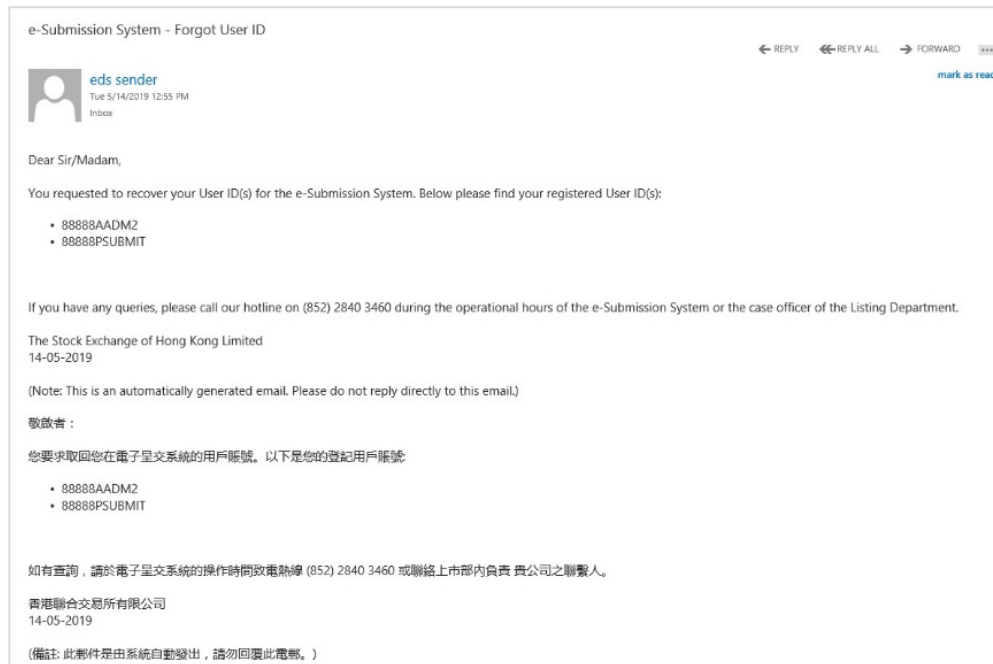 e-Submission System - Forgot User ID
REPLY REPLY ALL FORWARD
eds sender
mark as read
Tue 5/14/2019 12:55 PM
Inbox
Dear Sir/Madam,
You requested to recover your User ID(s) for the e-Submission System. Below please find your registered User ID(s):
• 88888AADM2
• 88888PSUBMIT
If you have any queries, please call our hotline on (852) 2840 3460 during the operational hours of the e-Submission System or the case officer of the Listing Department.
The Stock Exchange of Hong Kong Limited
14-05-2019
(Note: This is an automatically generated email. Please do not reply directly to this email.)
敬啟者：
您要求取回您在電子呈交系統的用戶賬號。以下是您的登記用戶賬號:
• 88888AADM2
• 88888PSUBMIT
如有查詢，請於電子呈交系統的操作時間致電熱線 (852) 2840 3460 或聯絡上市部內負責 貴公司之聯繫人。
香港聯合交易所有限公司
14-05-2019
(備註: 此郵件是由系統自動發出，請勿回覆此電郵。)